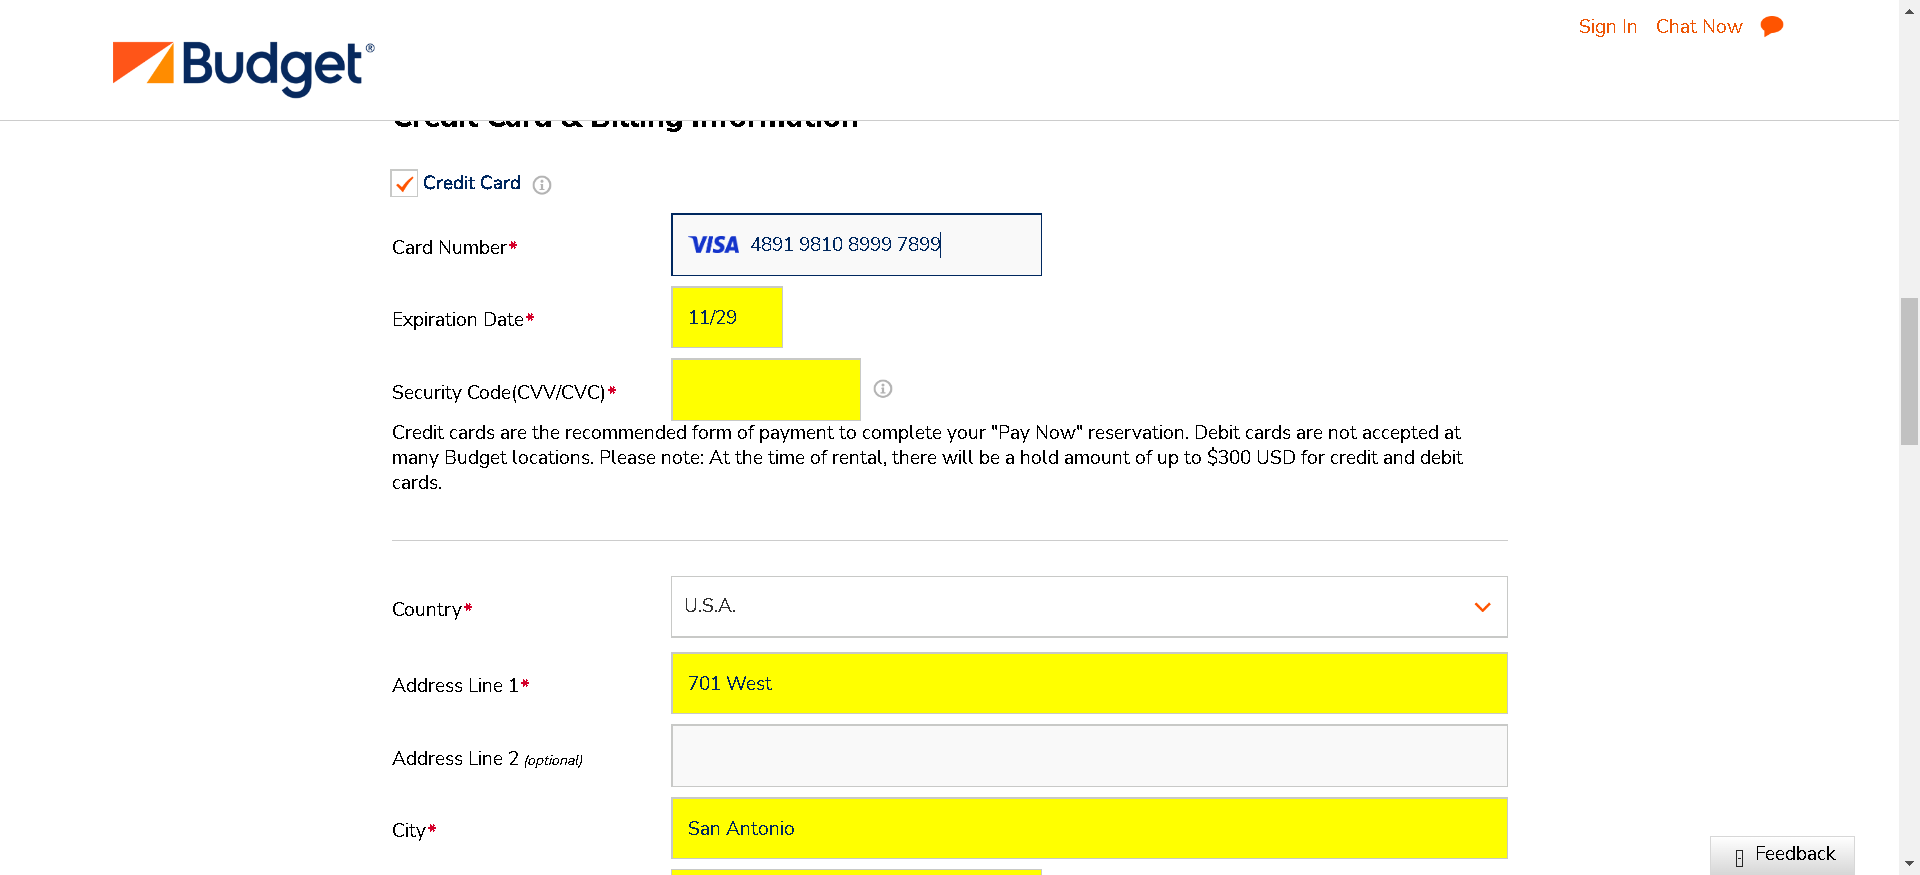 Sign In Chat Now
Budget®
Credit Card & Billing Information
Credit Card
Card Number* VISA 4891 9810 8999 7899
Expiration Date* 11/29
Security Code(CVV/CVC)*
Credit cards are the recommended form of payment to complete your "Pay Now" reservation. Debit cards are not accepted at
many Budget locations. Please note: At the time of rental, there will be a hold amount of up to $300 USD for credit and debit
cards.
Country* U.S.A.
Address Line 1* 701 West
Address Line 2 (optional)
City* San Antonio
Feedback